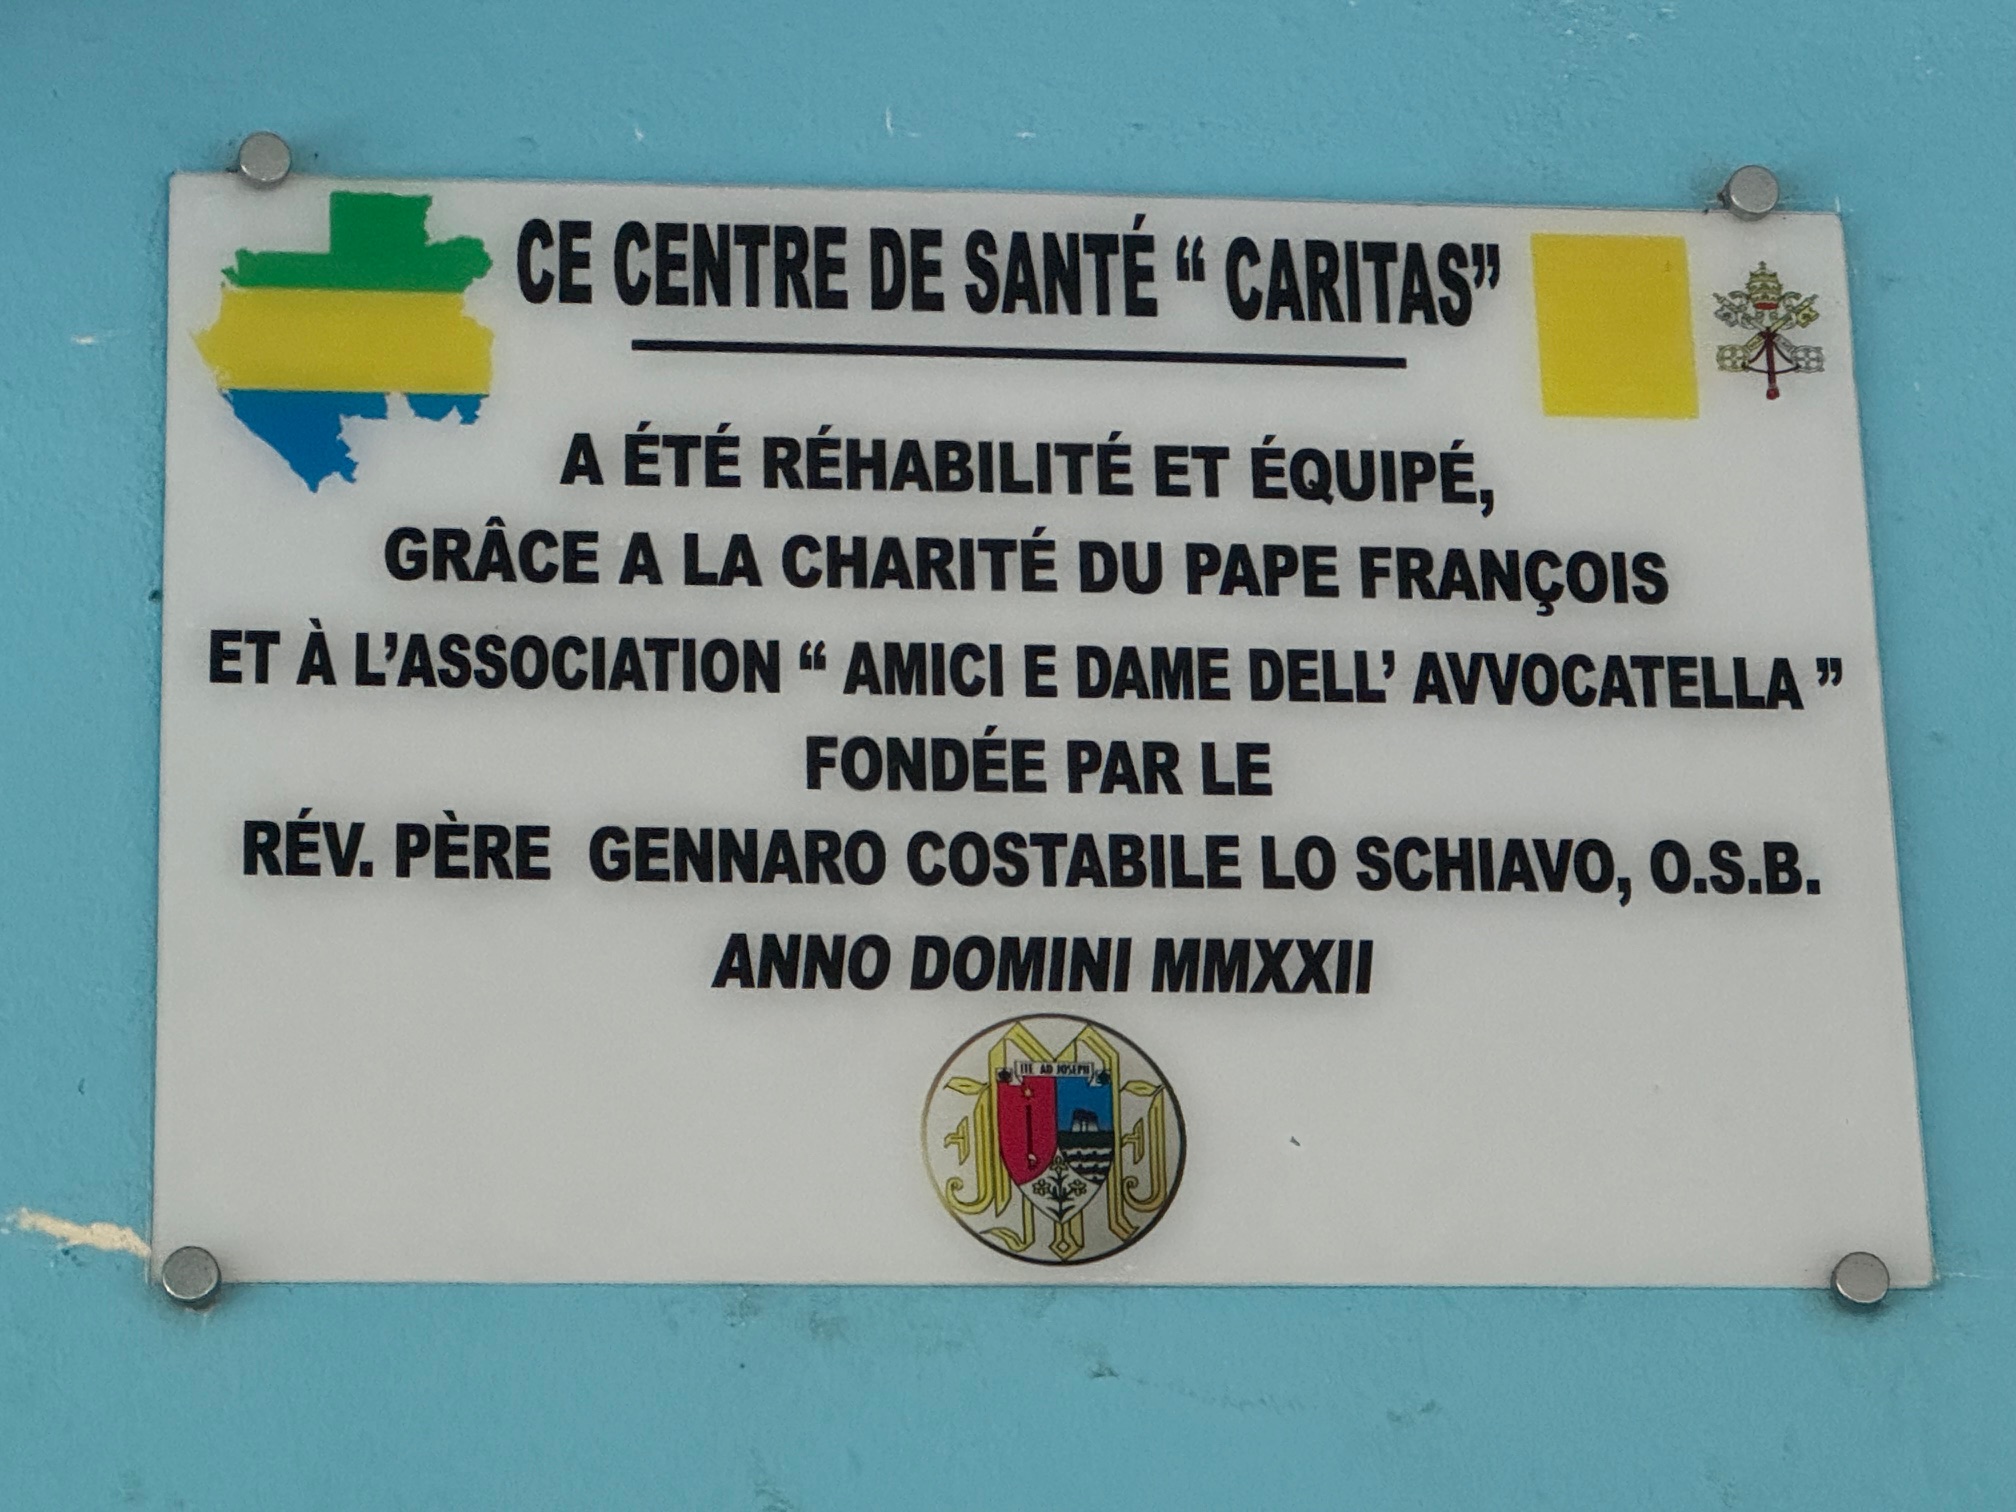 CE CENTRE DE SANTÉ “ CARITAS”
A ÉTÉ RÉHABILITÉ ET ÉQUIPÉ,
GRÂCE A LA CHARITÉ DU PAPE FRANÇOIS
ET À L’ASSOCIATION “ AMICI E DAME DELL’ AVVOCATELLA ”
FONDÉE PAR LE
RÉV. PÈRE GENNARO COSTABILE LO SCHIAVO, O.S.B.
ANNO DOMINI MMXXII
ITE AD JOSEPH